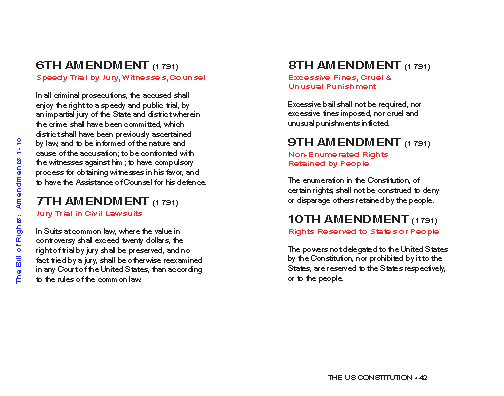 The Bill of Rights: Amendments 1-10
6TH AMENDMENT (1791)
Speedy Trial by Jury, Witnesses, Counsel
In all criminal prosecutions, the accused shall
enjoy the right to a speedy and public trial, by
an impartial jury of the State and district wherein
the crime shall have been committed, which
district shall have been previously ascertained
by law, and to be informed of the nature and
cause of the accusation; to be confronted with
the witnesses against him; to have compulsory
process for obtaining witnesses in his favor, and
to have the Assistance of Counsel for his defence.
7TH AMENDMENT (1791)
Jury Trial in Civil Lawsuits
In Suits at common law, where the value in
controversy shall exceed twenty dollars, the
right of trial by jury shall be preserved, and no
fact tried by a jury, shall be otherwise reexamined
in any Court of the United States, than according
to the rules of the common law.
8TH AMENDMENT (1791)
Excessive Fines, Cruel &
Unusual Punishment
Excessive bail shall not be required, nor
excessive fines imposed, nor cruel and
unusual punishments inflicted.
9TH AMENDMENT (1791)
Non-Enumerated Rights
Retained by People
The enumeration in the Constitution, of
certain rights, shall not be construed to deny
or disparage others retained by the people.
10TH AMENDMENT (1791)
Rights Reserved to States or People
The powers not delegated to the United States
by the Constitution, nor prohibited by it to the
States, are reserved to the States respectively,
or to the people.
THE US CONSTITUTION • 42